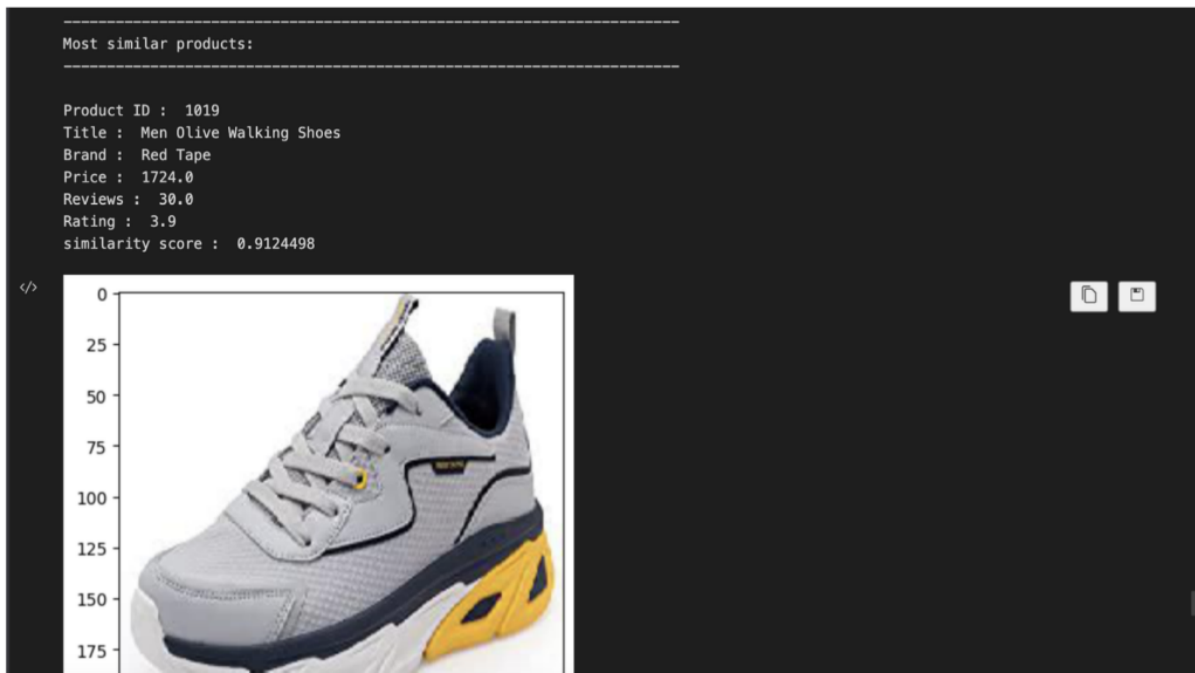 --------------------------------------------------------------------------------
Most similar products:
--------------------------------------------------------------------------------
Product ID :  1019
Title :  Men Olive Walking Shoes
Brand :  Red Tape
Price :  1724.0
Reviews :  30.0
Rating :  3.9
similarity score :  0.9124498
</>
0
25
50
75
100
125
150
175